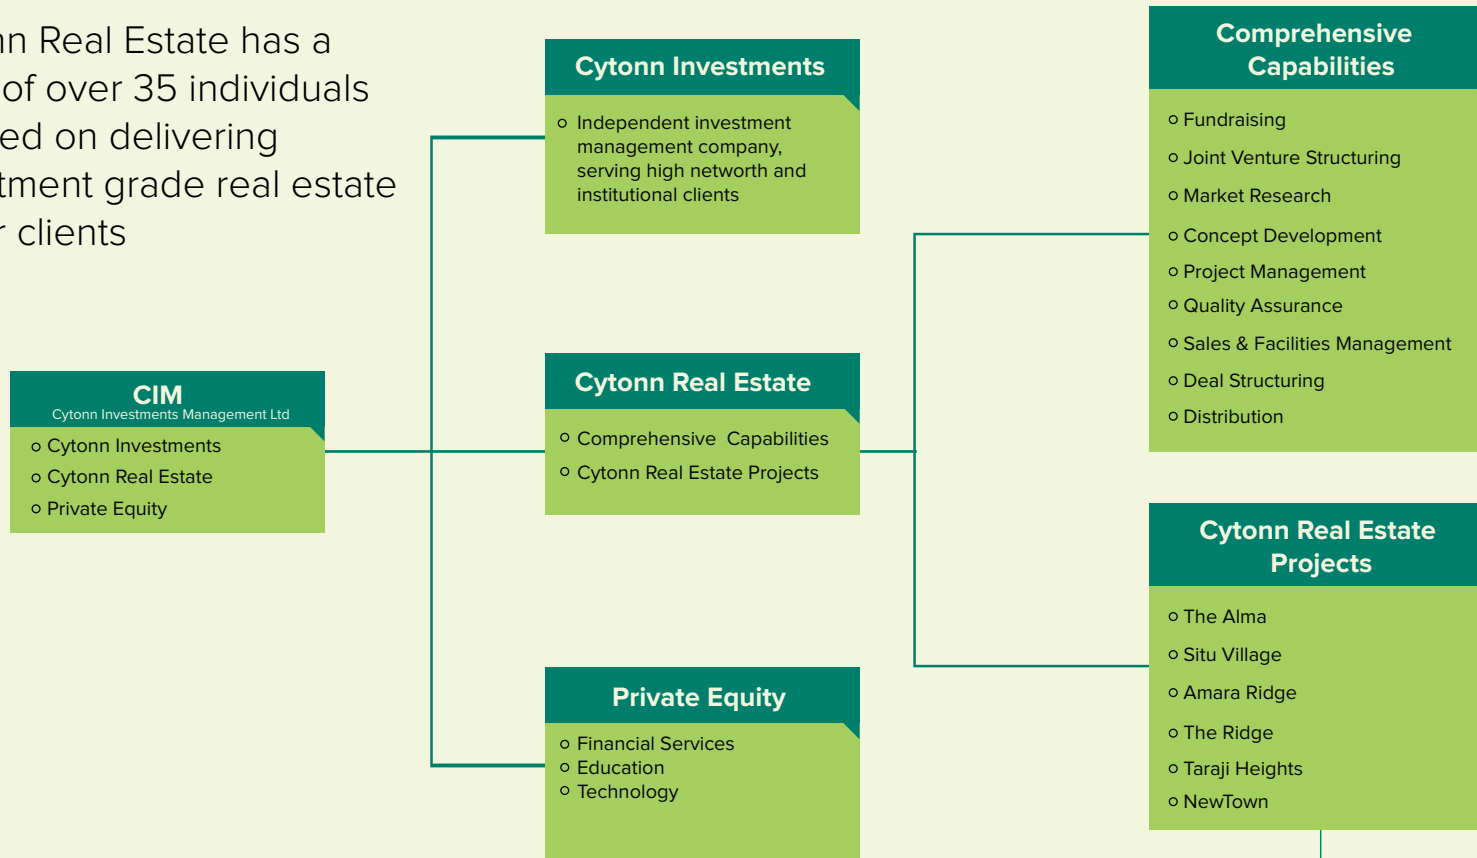 nn Real Estate has a
of over 35 individuals
ed on delivering
tment grade real estate
r clients
CIM
Cytonn Investments Management Ltd
Cytonn Investments
Cytonn Real Estate
Private Equity
Cytonn Investments
Independent investment
management company,
serving high networth and
institutional clients
Cytonn Real Estate
Comprehensive Capabilities
Cytonn Real Estate Projects
Private Equity
Financial Services
Education
Technology
Comprehensive
Capabilities
Fundraising
Joint Venture Structuring
Market Research
Concept Development
Project Management
Quality Assurance
Sales & Facilities Management
Deal Structuring
Distribution
Cytonn Real Estate
Projects
The Alma
Situ Village
Amara Ridge
The Ridge
Taraji Heights
NewTown